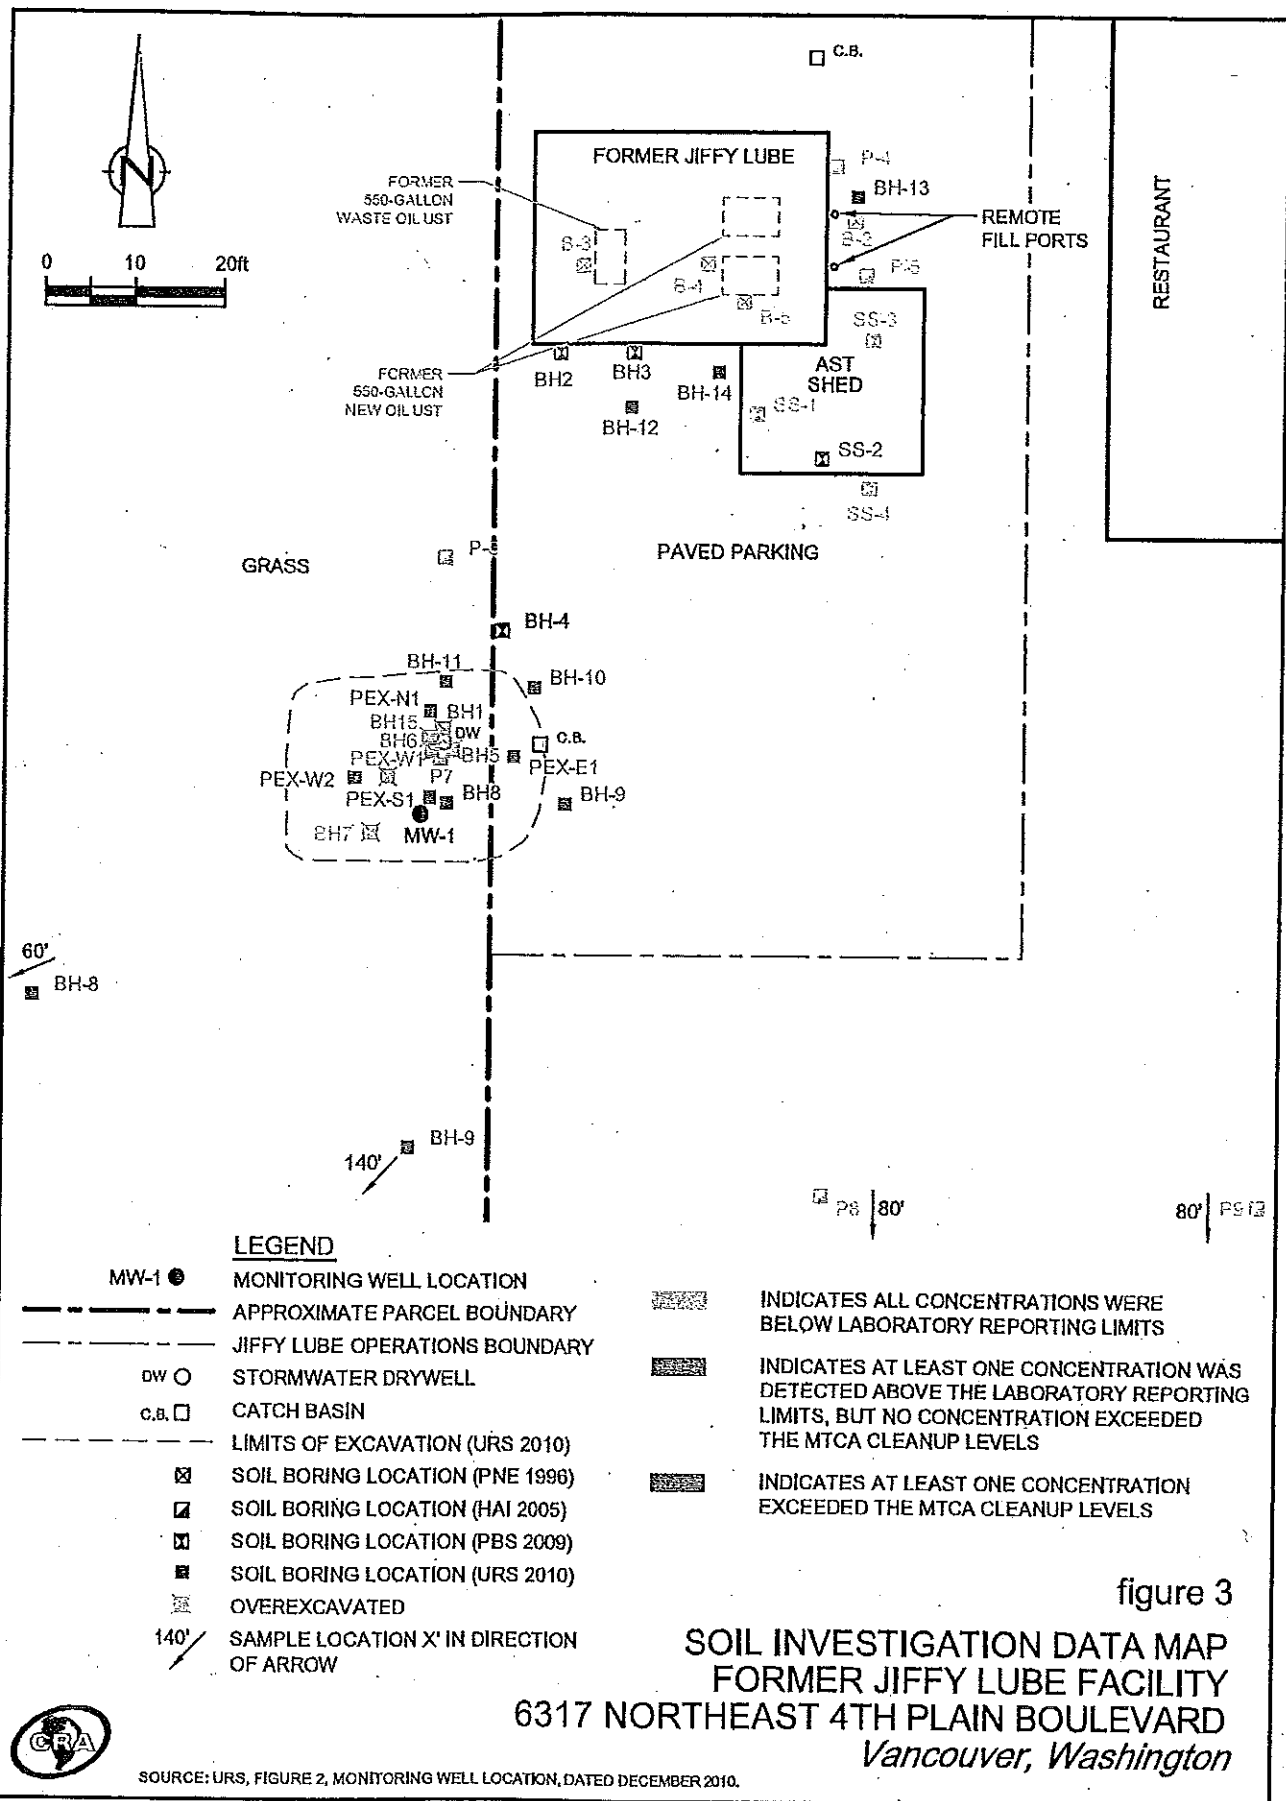 C.B.
FORMER JIFFY LUBE
P-4
BH-13
FORMER
550-GALLON
WASTE OIL UST
REMOTE
FILL PORTS
RESTAURANT
N
B-3
B-2
0 10 20ft
B-4
B-5
SS-3
AST
SHED
FORMER
550-GALLON
NEW OIL UST
BH2
BH3
BH-14
BH-12
SS-1
SS-2
SS-4
GRASS
PAVED PARKING
BH-4
BH-11
BH-10
PEX-N1
BH1
BH15
DW
C.B.
BH6
BH5
PEX-W1
PEX-E1
PEX-W2
P7
PEX-S1
BH8
BH-9
BH7
MW-1
60'
BH-8
BH-9
140'
80'
80'
P9
LEGEND
MW-1 MONITORING WELL LOCATION
APPROXIMATE PARCEL BOUNDARY
JIFFY LUBE OPERATIONS BOUNDARY
DW STORMWATER DRYWELL
C.B. CATCH BASIN
LIMITS OF EXCAVATION (URS 2010)
SOIL BORING LOCATION (PNE 1996)
SOIL BORING LOCATION (HAI 2005)
SOIL BORING LOCATION (PBS 2009)
SOIL BORING LOCATION (URS 2010)
OVEREXCAVATED
140' SAMPLE LOCATION X' IN DIRECTION
OF ARROW
INDICATES ALL CONCENTRATIONS WERE
BELOW LABORATORY REPORTING LIMITS
INDICATES AT LEAST ONE CONCENTRATION WAS
DETECTED ABOVE THE LABORATORY REPORTING
LIMITS, BUT NO CONCENTRATION EXCEEDED
THE MTCA CLEANUP LEVELS
INDICATES AT LEAST ONE CONCENTRATION
EXCEEDED THE MTCA CLEANUP LEVELS
figure 3
SOIL INVESTIGATION DATA MAP
FORMER JIFFY LUBE FACILITY
6317 NORTHEAST 4TH PLAIN BOULEVARD
Vancouver, Washington
CRA
SOURCE: URS, FIGURE 2, MONITORING WELL LOCATION, DATED DECEMBER 2010.